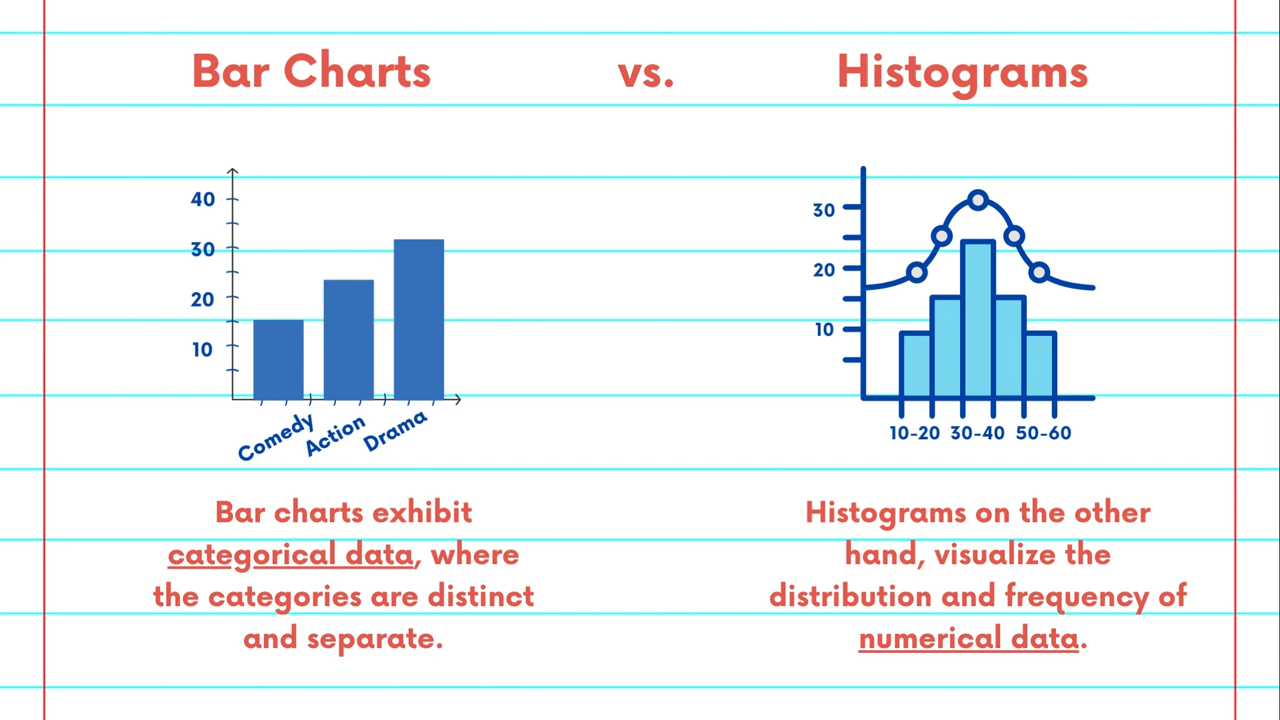 Bar Charts vs. Histograms
40
30
20
10
Comedy Action Drama
30
20
10
10-20 30-40 50-60
Bar charts exhibit
categorical data, where
the categories are distinct
and separate.
Histograms on the other
hand, visualize the
distribution and frequency of
numerical data.